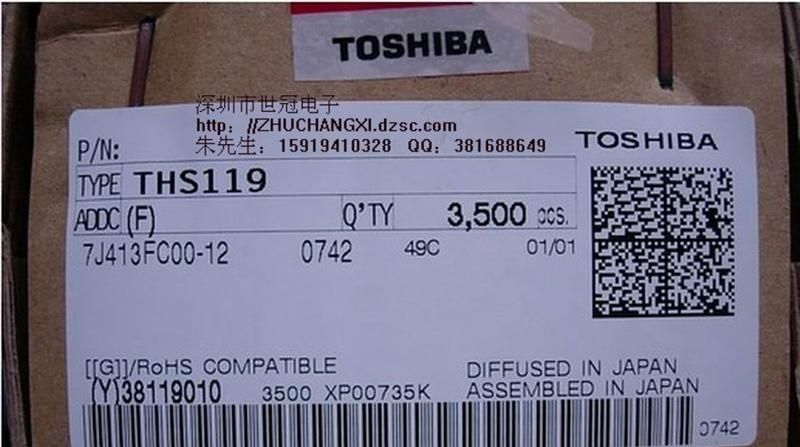 TOSHIBA
深圳市世冠电子
http：//ZHUCHANGXI.dzsc.com
朱先生：15919410328 QQ：381688649
P/N:
TOSHIBA
TYPE THS119
ADDC (F) Q'TY 3,500 pcs.
7J413FC00-12 0742 49C 01/01
[[G]]/RoHS COMPATIBLE
DIFFUSED IN JAPAN
(Y)38119010 3500 XP00735K ASSEMBLED IN JAPAN
0742